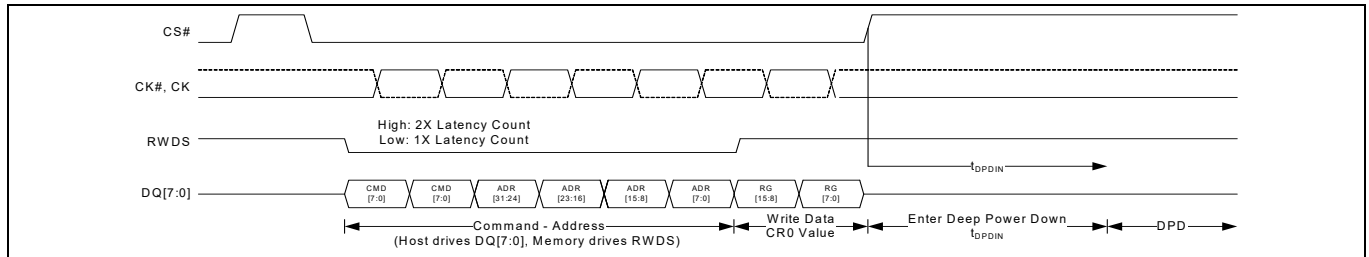 CS#
CK#, CK
High: 2X Latency Count
Low: 1X Latency Count
RWDS
tDPDIN
DQ[7:0]
CMD [7:0] CMD [7:0] ADR [31:24] ADR [23:16] ADR [15:8] ADR [7:0] RG [15:8] RG [7:0]
Command - Address
(Host drives DQ[7:0], Memory drives RWDS)
Write Data
CR0 Value
Enter Deep Power Down
tDPDIN
DPD